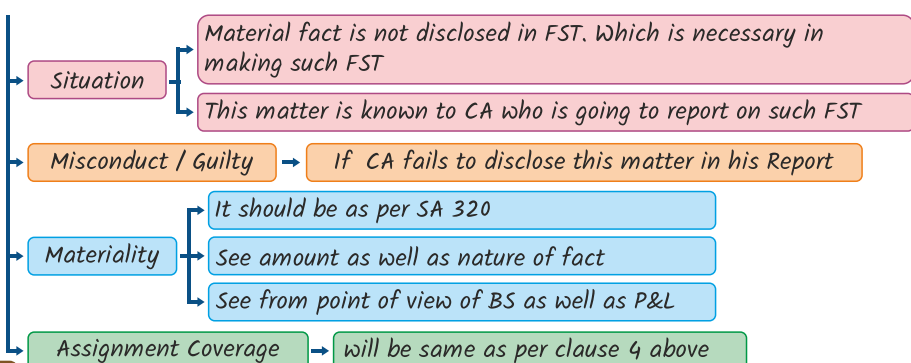 Material fact is not disclosed in FST. Which is necessary in
making such FST
Situation
This matter is known to CA who is going to report on such FST
Misconduct / Guilty
If CA fails to disclose this matter in his Report
It should be as per SA 320
Materiality
See amount as well as nature of fact
See from point of view of BS as well as P&L
Assignment Coverage
will be same as per clause 4 above